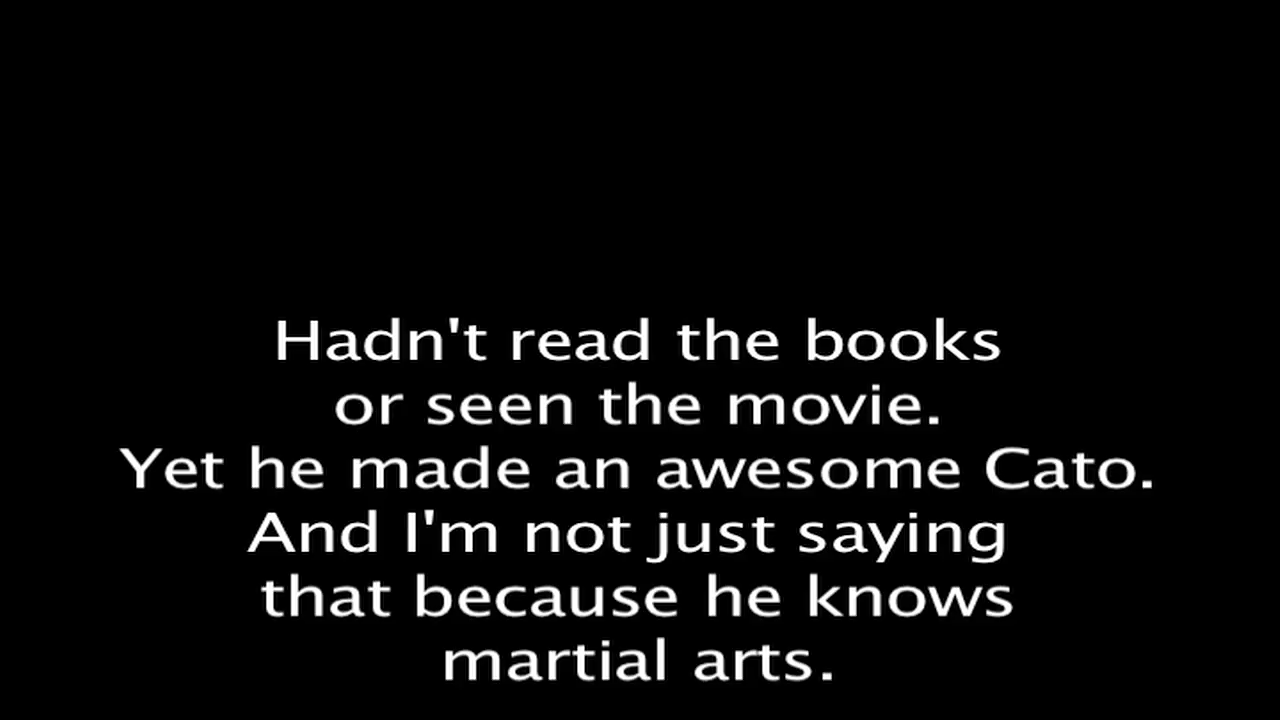 Hadn't read the books
or seen the movie.
Yet he made an awesome Cato.
And I'm not just saying
that because he knows
martial arts.